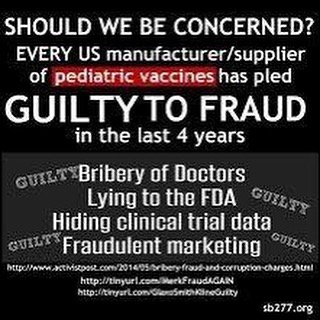 SHOULD WE BE CONCERNED?
EVERY US manufacturer/supplier
of pediatric vaccines has pled
GUILTY TO FRAUD
in the last 4 years
GUILTY Bribery of Doctors
Lying to the FDA GUILTY
Hiding clinical trial data
GUILTY Fraudulent marketing GUILTY
http://www.activistpost.com/2014/05/bribery-fraud-and-corruption-charges.html
http://tinyurl.com/MerkFraudAGAIN
http://tinyurl.com/GlaxoSmithKlineGuilty
sb277.org